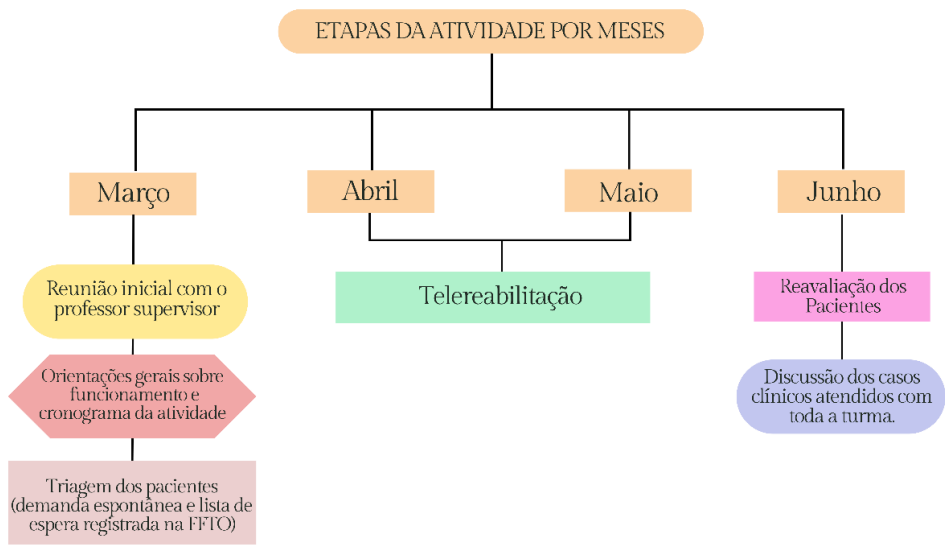 ETAPAS DA ATIVIDADE POR MESES
Março
Abril
Maio
Junho
Reunião inicial com o
professor supervisor
Orientações gerais sobre
funcionamento e
cronograma da atividade
Triagem dos pacientes
(demanda espontânea e lista de
espera registrada na FFTO)
Telereabilitação
Reavaliação dos
Pacientes
Discussão dos casos
clínicos atendidos com
toda a turma.